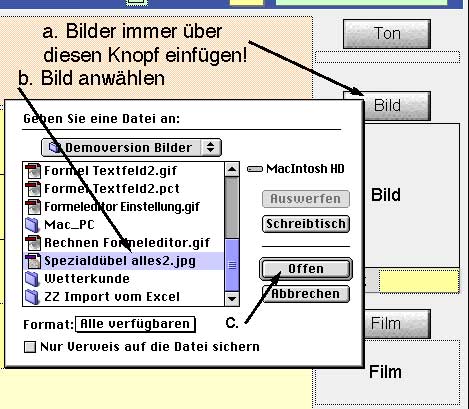 a. Bilder immer über
diesen Knopf einfügen!
b. Bild anwählen
Ton
Bild
Bild
Geben Sie eine Datei an:
Demoversion Bilder
Formel Textfeld2.gif
Formel Textfeld2.pct
Formeleditor Einstellung.gif
Mac_PC
Rechnen Formeleditor.gif
Spezialdübel alles2.jpg
Wetterkunde
ZZ Import vom Excel
MacIntosh HD
Auswerfen
Schreibtisch
Öffen
Abbrechen
C.
Format: Alle verfügbaren
Nur Verweis auf die Datei sichern
Film
Film